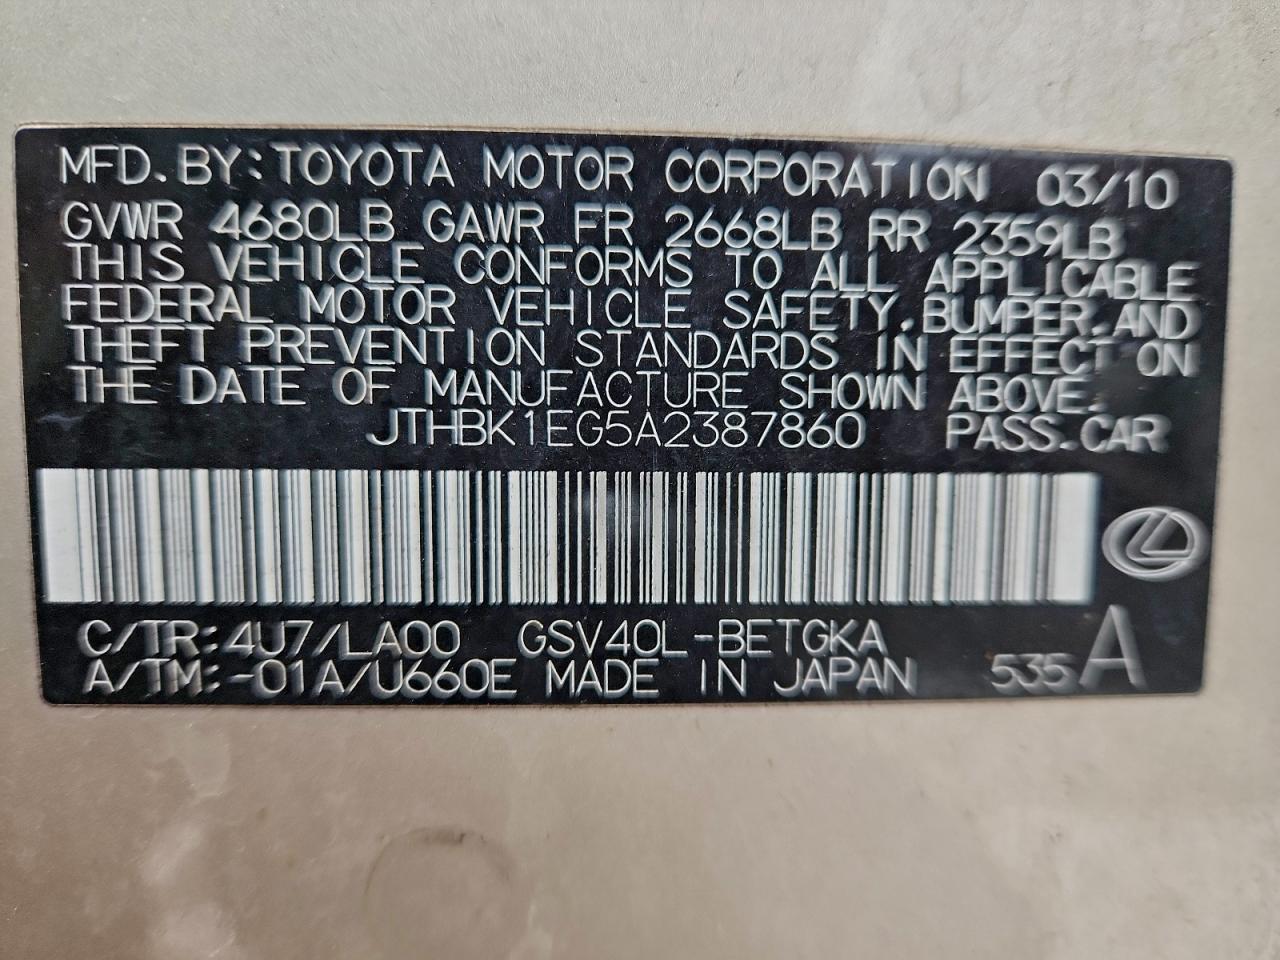 MFD. BY: TOYOTA MOTOR CORPORATION 03/10
GVWR 4680LB GAWR FR 2668LB RR 2359LB
THIS VEHICLE CONFORMS TO ALL APPLICABLE
FEDERAL MOTOR VEHICLE SAFETY, BUMPER, AND
THEFT PREVENTION STANDARDS IN EFFECT ON
THE DATE OF MANUFACTURE SHOWN ABOVE.
JTHBK1EG5A2387860 PASS. CAR
C/TR: 4U7/LA00 GSV40L-BETGKA
A/TM: -01A/U660E MADE IN JAPAN 535 A